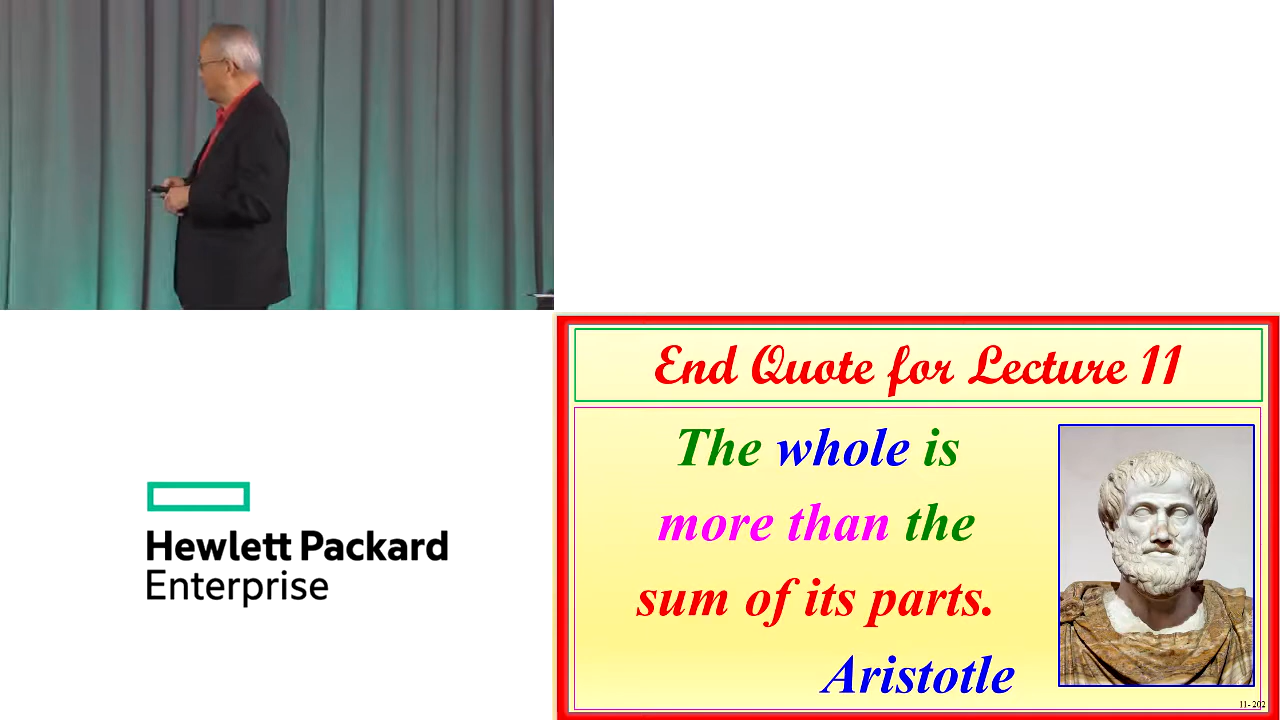 Hewlett Packard
Enterprise
End Quote for Lecture 11
The whole is
more than the
sum of its parts.
Aristotle
11- 202